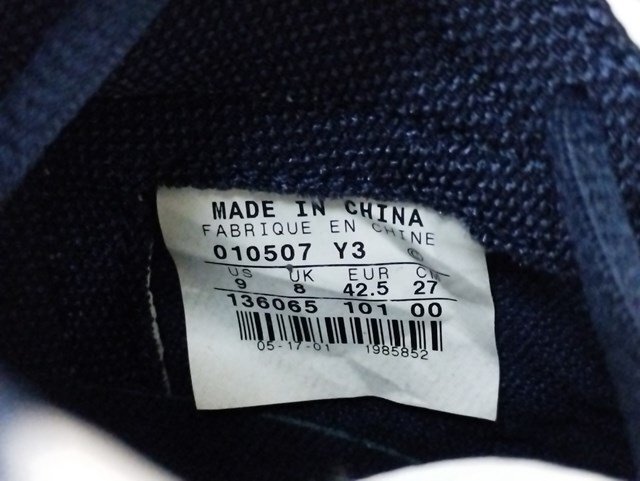 MADE IN CHINA
FABRIQUE EN CHINE
010507 Y3 ©
US UK EUR CM
9 8 42.5 27
136065 101 00
05-17-01 1985852